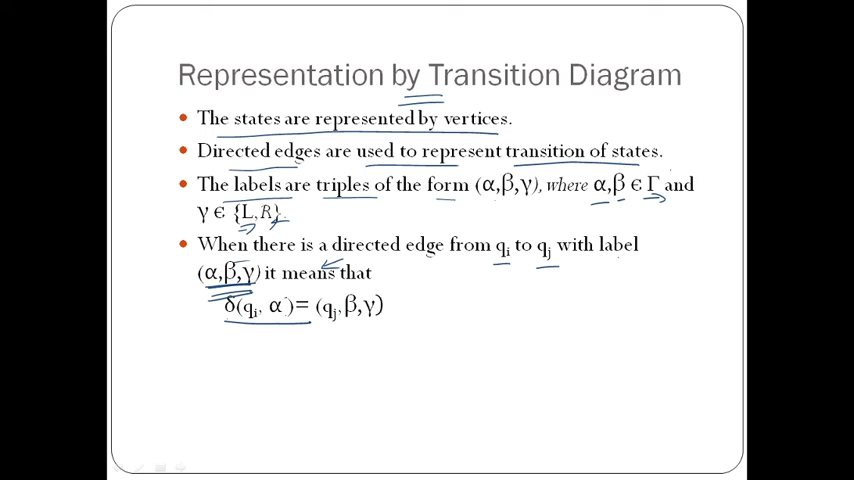 Representation by Transition Diagram
• The states are represented by vertices.
• Directed edges are used to represent transition of states.
• The labels are triples of the form (α,β,γ), where α,β ϵ Γ and
γ ϵ {L,R}.
• When there is a directed edge from qi to qj with label
(α,β,γ) it means that
δ(qi, α )= (qj,β,γ)